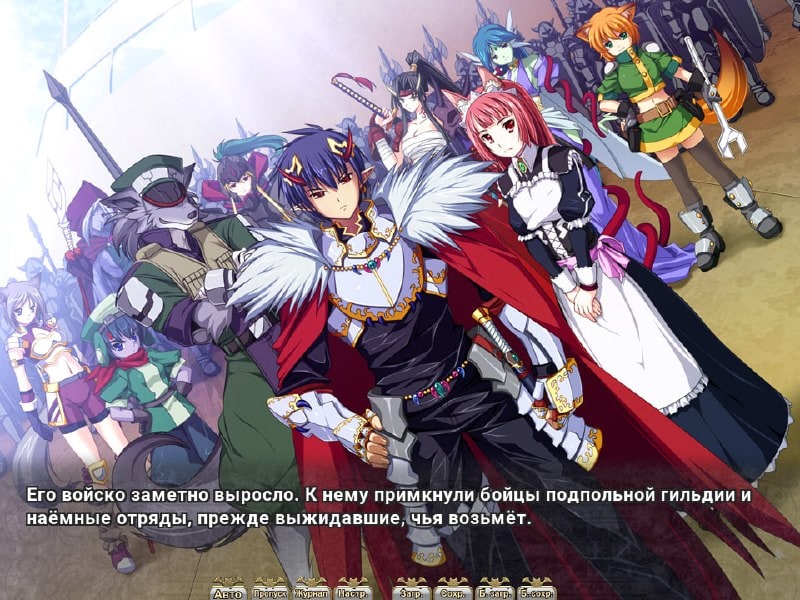 Его войско заметно выросло. К нему примкнули бойцы подпольной гильдии и
наёмные отряды, прежде выжидавшие, чья возьмёт.
Авто Пропуск Журнал Настр. Загр. Сохр. Б.загр. Б.сохр.